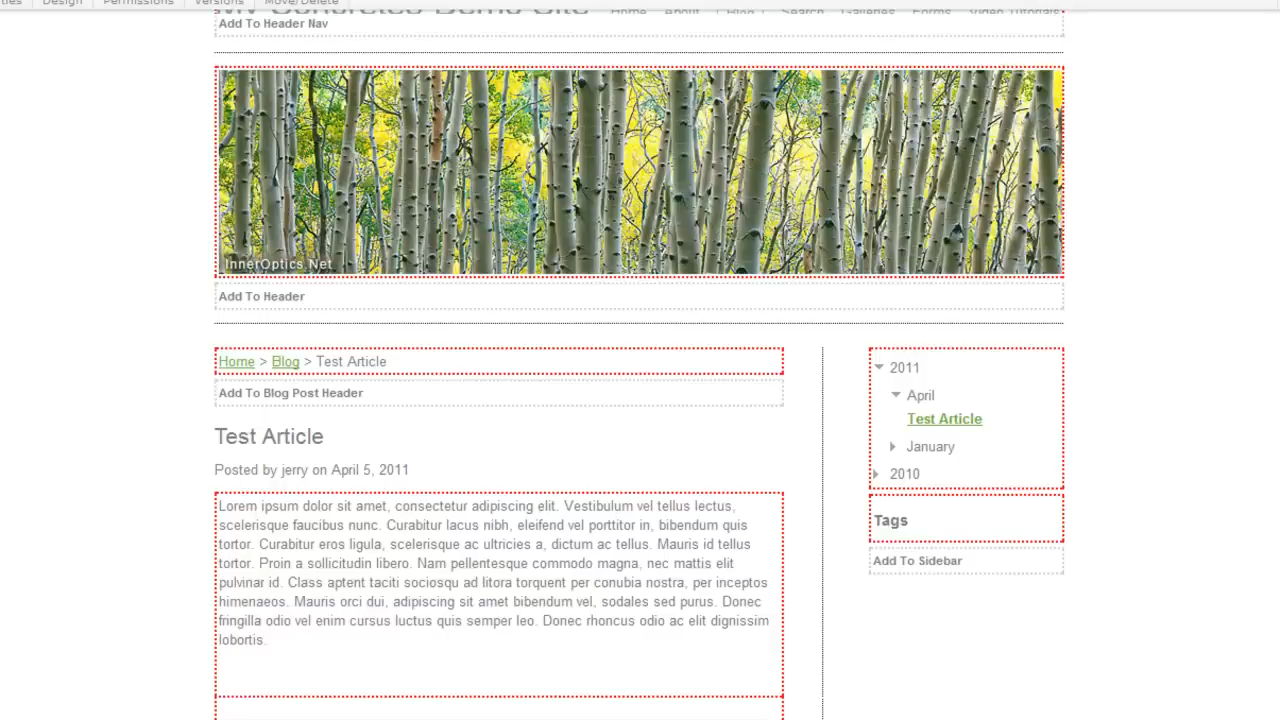 Design Permissions Versions Move/Delete
Home About Blog Search Galleries Forms Video Tutorials
Add To Header Nav
InnerOptics.Net
Add To Header
Home > Blog > Test Article
Add To Blog Post Header
Test Article
Posted by jerry on April 5, 2011
Lorem ipsum dolor sit amet, consectetur adipiscing elit. Vestibulum vel tellus lectus,
scelerisque faucibus nunc. Curabitur lacus nibh, eleifend vel porttitor in, bibendum quis
tortor. Curabitur eros ligula, scelerisque ac ultricies a, dictum ac tellus. Mauris id tellus
tortor. Proin a sollicitudin libero. Nam pellentesque commodo magna, nec mattis elit
pulvinar id. Class aptent taciti sociosqu ad litora torquent per conubia nostra, per inceptos
himenaeos. Mauris orci dui, adipiscing sit amet bibendum vel, sodales sed purus. Donec
fringilla odio vel enim cursus luctus quis semper leo. Donec rhoncus odio ac elit dignissim
lobortis.
2011
April
Test Article
January
2010
Tags
Add To Sidebar